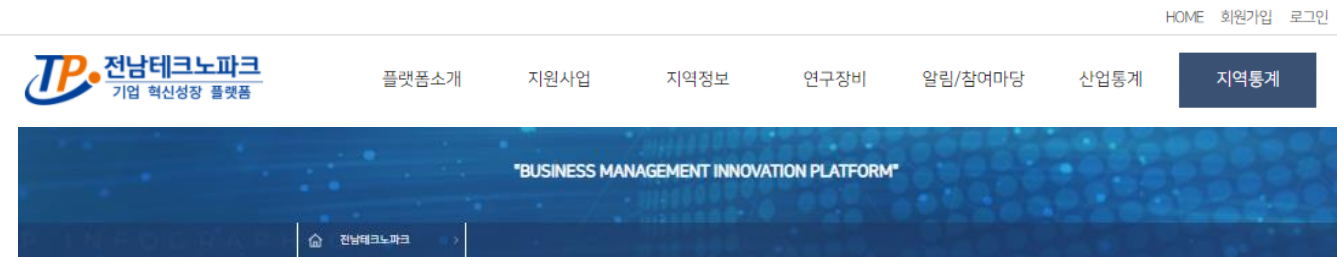 HOME 회원가입 로그인
TP 전남테크노파크
기업 혁신성장 플랫폼
플랫폼소개 지원사업 지역정보 연구장비 알림/참여마당 산업통계 지역통계
"BUSINESS MANAGEMENT INNOVATION PLATFORM"
전남테크노파크 >